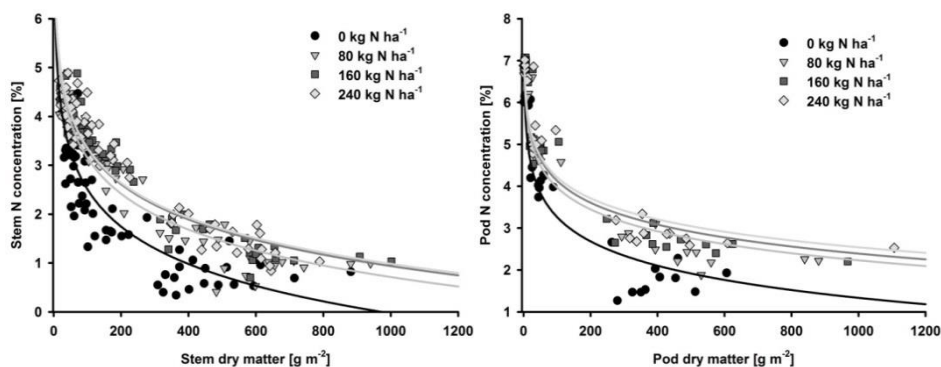 6
5
4
3
2
1
0
Stem N concentration [%]
0 kg N ha⁻¹
80 kg N ha⁻¹
160 kg N ha⁻¹
240 kg N ha⁻¹
0 200 400 600 800 1000 1200
Stem dry matter [g m⁻²]
8
7
6
5
4
3
2
1
Pod N concentration [%]
0 kg N ha⁻¹
80 kg N ha⁻¹
160 kg N ha⁻¹
240 kg N ha⁻¹
0 200 400 600 800 1000 1200
Pod dry matter [g m⁻²]